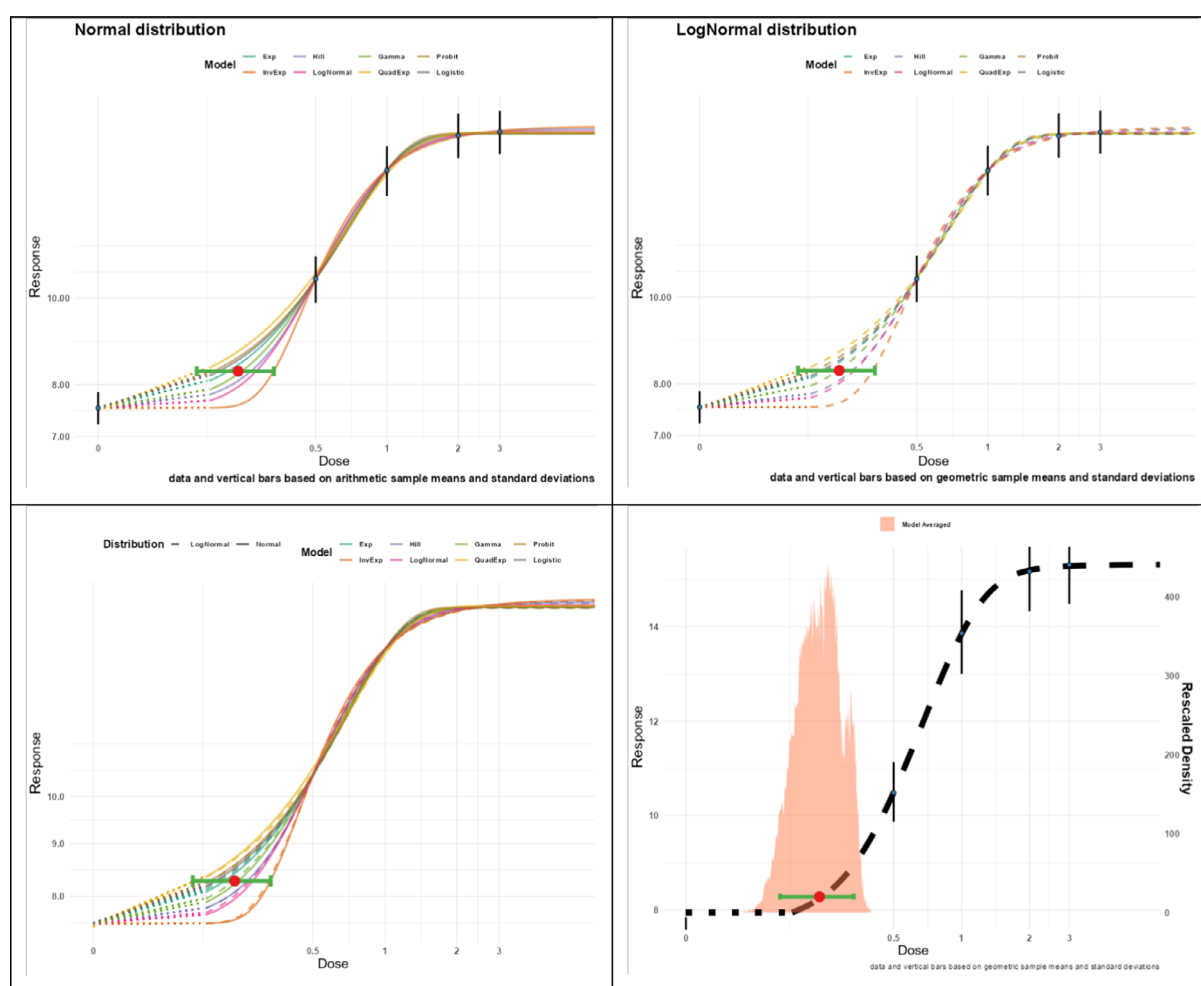 Normal distribution
Model Exp Hill Gamma Probit
InvExp LogNormal QuadExp Logistic
Response
10.00
8.00
7.00
0 0.5 1 2 3
Dose
data and vertical bars based on arithmetic sample means and standard deviations
LogNormal distribution
Model Exp Hill Gamma Probit
InvExp LogNormal QuadExp Logistic
Response
10.00
8.00
7.00
0 0.5 1 2 3
Dose
data and vertical bars based on geometric sample means and standard deviations
Distribution LogNormal Normal
Model Exp Hill Gamma Probit
InvExp LogNormal QuadExp Logistic
Response
10.0
9.0
8.0
0 0.5 1 2 3
Dose
Model Averaged
Response
14
12
10
8
400
300
200
100
0
Rescaled Density
0 0.5 1 2 3
Dose
data and vertical bars based on geometric sample means and standard deviations